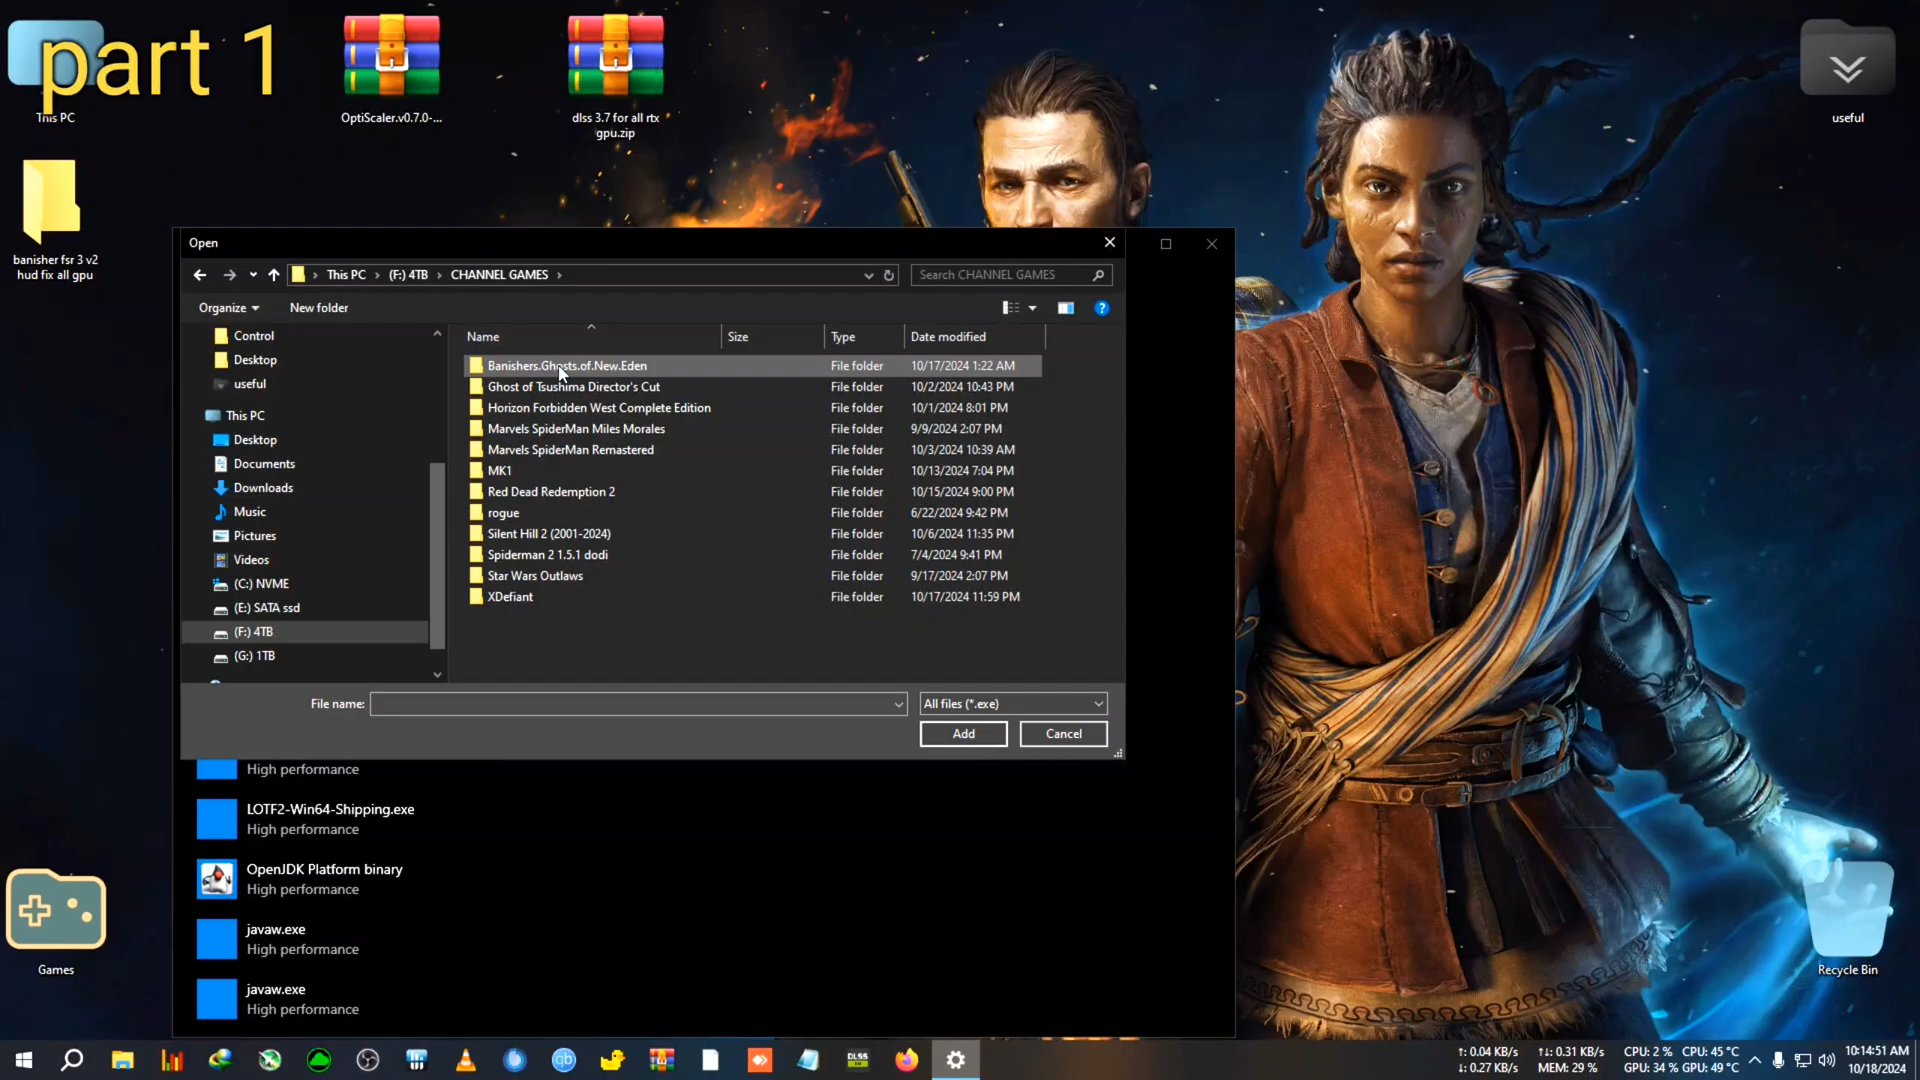 part 1
This PC
OptiScaler.v0.7.0-...
dlss 3.7 for all rtx
gpu.zip
useful
banisher fsr 3 v2
hud fix all gpu
Open
This PC
(F:) 4TB
CHANNEL GAMES
Search CHANNEL GAMES
Organize
New folder
Control
Desktop
useful
This PC
Desktop
Documents
Downloads
Music
Pictures
Videos
(C:) NVME
(E:) SATA ssd
(F:) 4TB
(G:) 1TB
Name Size Type Date modified
Banishers.Ghosts.of.New.Eden File folder 10/17/2024 1:22 AM
Ghost of Tsushima Director's Cut File folder 10/2/2024 10:43 PM
Horizon Forbidden West Complete Edition File folder 10/1/2024 8:01 PM
Marvels SpiderMan Miles Morales File folder 9/9/2024 2:07 PM
Marvels SpiderMan Remastered File folder 10/3/2024 10:39 AM
MK1 File folder 10/13/2024 7:04 PM
Red Dead Redemption 2 File folder 10/15/2024 9:00 PM
rogue File folder 6/22/2024 9:42 PM
Silent Hill 2 (2001-2024) File folder 10/6/2024 11:35 PM
Spiderman 2 1.5.1 dodi File folder 7/4/2024 9:41 PM
Star Wars Outlaws File folder 9/17/2024 2:07 PM
XDefiant File folder 10/17/2024 11:59 PM
File name: All files (*.exe)
Add Cancel
High performance
LOTF2-Win64-Shipping.exe
High performance
OpenJDK Platform binary
High performance
javaw.exe
High performance
javaw.exe
High performance
Games
Recycle Bin
DLSS
↑: 0.04 KB/s ↑↓: 0.31 KB/s CPU: 2 % CPU: 45 °C 10:14:51 AM
↓: 0.27 KB/s MEM: 29 % GPU: 34 % GPU: 49 °C 10/18/2024